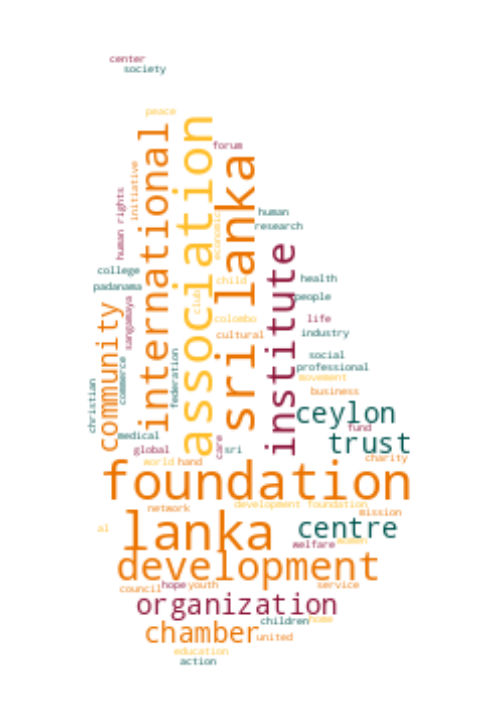 center
society
peace
international
association
forum
sri lanka
initiative
human rights
economic
human
research
institute
college
padanama
child
health
people
sangamaya
club
community
colombo
life
cultural
industry
federation
commerce
social
professional
movement
christian
business
ceylon
fund
medical
care
trust
global
sri
world
hand
charity
foundation
development foundation
network
mission
al
lanka
centre
welfare
women
development
council
hope
youth
service
organization
children
home
chamber
united
education
action